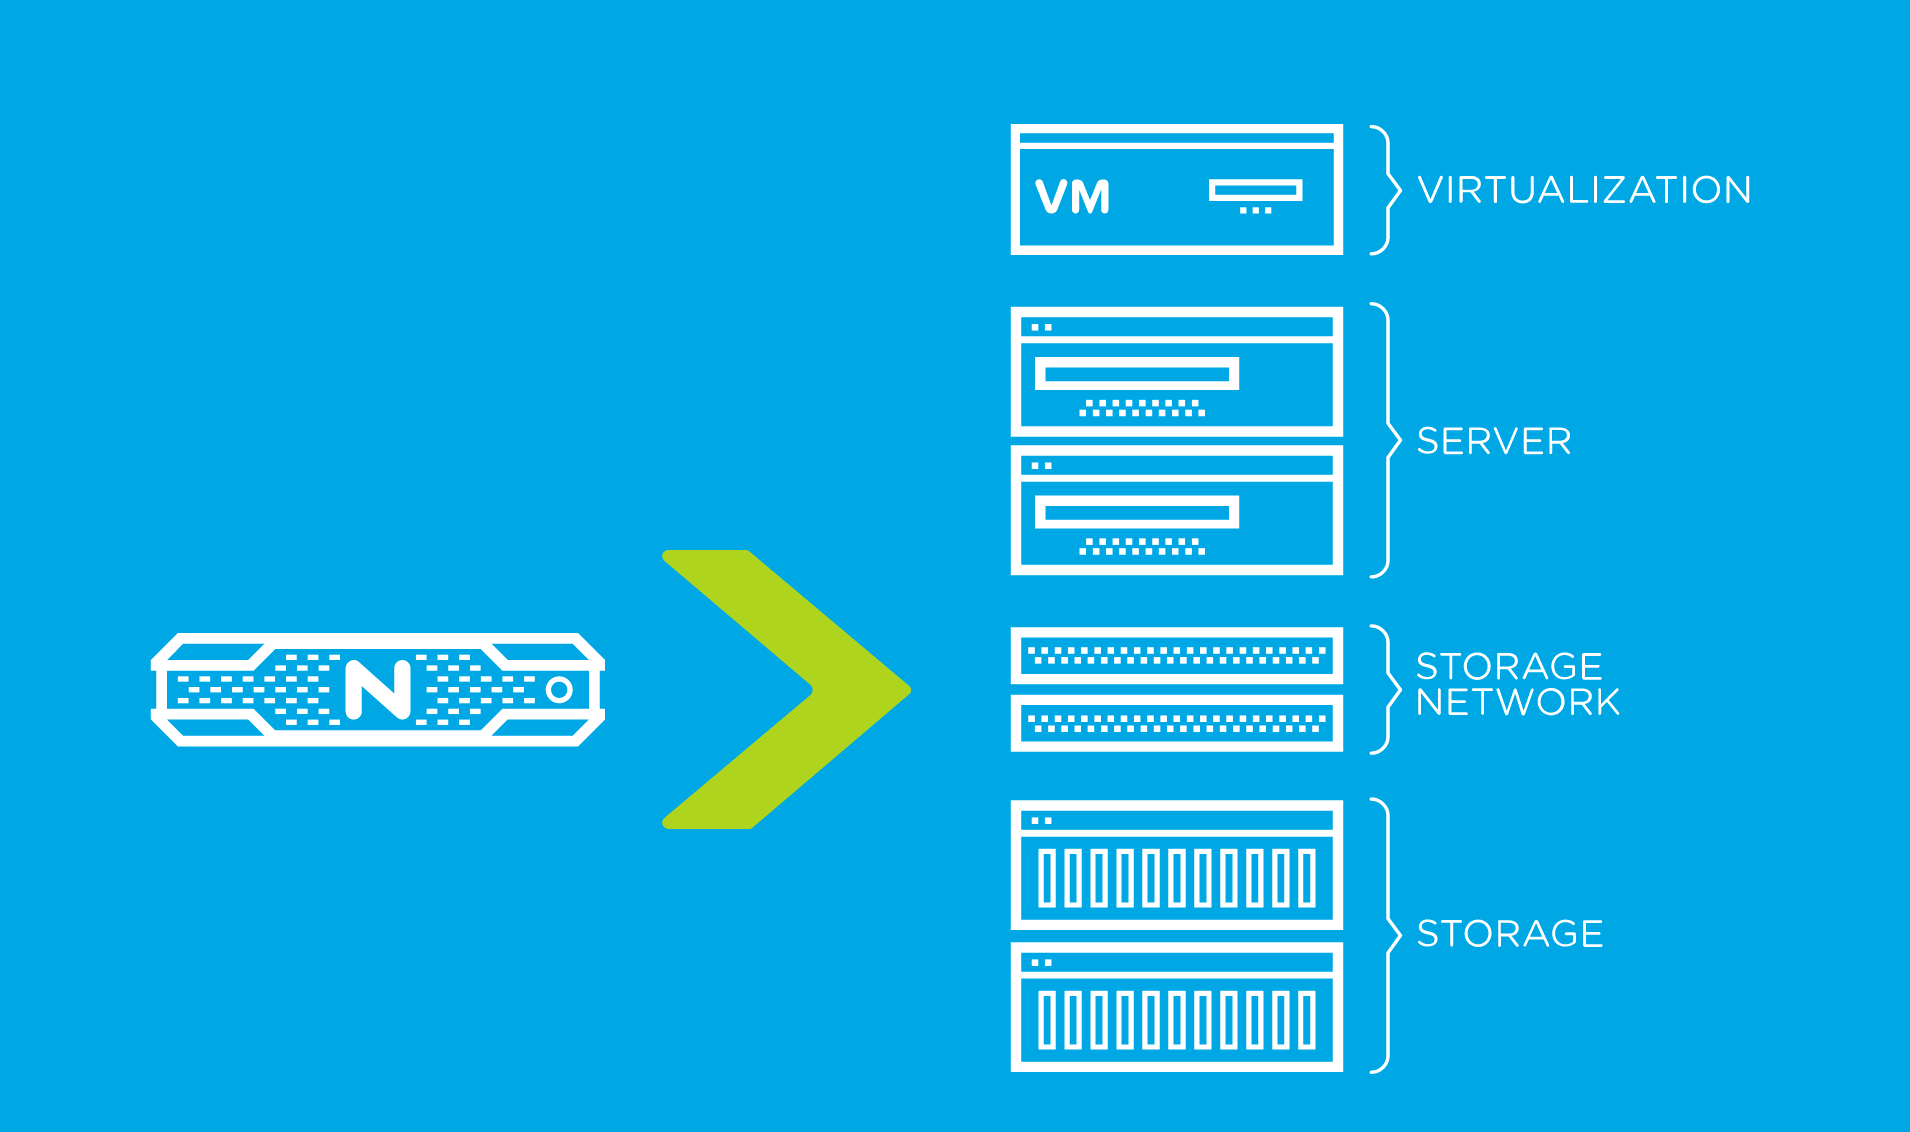 VM
VIRTUALIZATION
SERVER
N
STORAGE
NETWORK
STORAGE